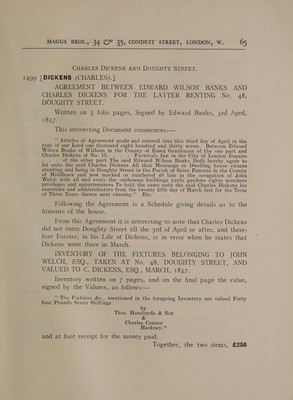 MAGGS BROS., 34 & 35, CONDUIT STREET, LONDON, W. 65
CHARLES DICKENS AND DOUGHTY STREET.
1499 [DICKENS (CHARLES).]
AGREEMENT BETWEEN EDWARD WILSON BANKS AND
CHARLES DICKENS FOR THE LATTER RENTING No. 48,
DOUGHTY STREET.
Written on 3 folio pages, Signed by Edward Banks, 3rd April,
1837.
This interesting Document commences:—
"Articles of Agreement made and entered into this third day of April in the
year of our Lord one thousand eight hundred and thirty seven. Between Edward
Wilson Banks of Witham in the County of Essex Gentleman of the one part and
Charles Dickens of No. 15. Furnivals Inn in the City of London Esquire
of the other part The said Edward Wilson Banks Doth hereby agree to
let unto the said Charles Dickens All that Messuage or Dwelling house situate
standing and being in Doughty Street in the Parish of Saint Pancras in the County
of Middlesex and now marked or numbered 48 late in the occupation of John
Welch with all and every the outhouses buildings yards gardens lights rights
privileges and appurtenances To hold the same unto the said Charles Dickens his
executors and administrators from the twenty fifth day of March last for the Term
of Three Years thence next ensuing." Etc.
Following the Agreement is a Schedule giving details as to the
fitments of the house.
From this Agreement it is interesting to note that Charles Dickens
did not enter Doughty Street till the 3rd of April or after, and there-
fore Forster, in his Life of Dickens, is in error when he states that
Dickens went there in March.
INVENTORY OF THE FIXTURES BELONGING TO JOHN
WELCH, ESQ., TAKEN AT No. 48, DOUGHTY STREET, AND
VALUED TO C. DICKENS, ESQ., MARCH, 1837.
Inventory written on 7 pages, and on the final page the value,
signed by the Valuers, as follows:—
"The Fixtures &c., mentioned in the foregoing Inventory are valued Forty
four Pounds Seven Shillings
by
Thos. Handforde & Son
&
Charles Connor
Hackney."
and at foot receipt for the money paid.
Together, the two items, £250